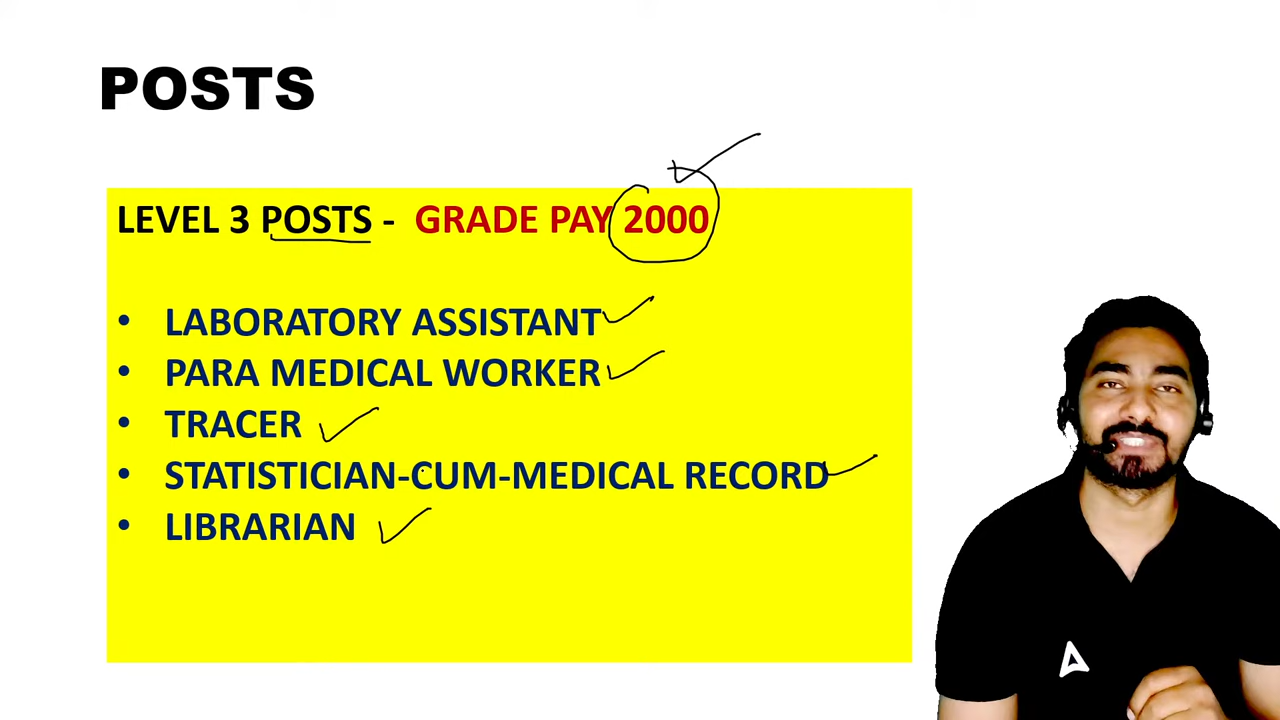 POSTS
LEVEL 3 POSTS - GRADE PAY 2000
• LABORATORY ASSISTANT
• PARA MEDICAL WORKER
• TRACER
• STATISTICIAN-CUM-MEDICAL RECORD
• LIBRARIAN